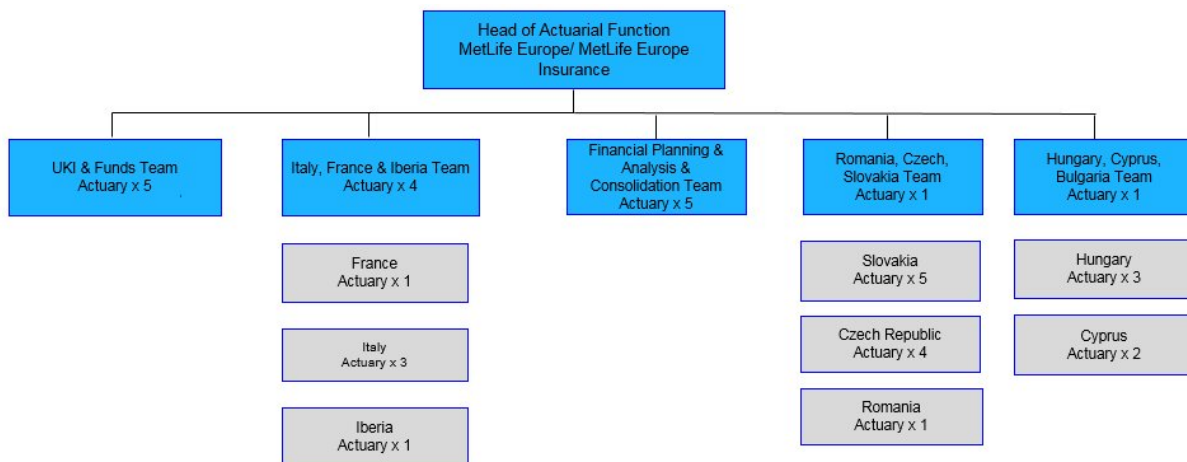 Head of Actuarial Function
MetLife Europe/ MetLife Europe
Insurance
UKI & Funds Team
Actuary x 5
Italy, France & Iberia Team
Actuary x 4
Financial Planning &
Analysis &
Consolidation Team
Actuary x 5
Romania, Czech,
Slovakia Team
Actuary x 1
Hungary, Cyprus,
Bulgaria Team
Actuary x 1
France
Actuary x 1
Italy
Actuary x 3
Iberia
Actuary x 1
Slovakia
Actuary x 5
Czech Republic
Actuary x 4
Romania
Actuary x 1
Hungary
Actuary x 3
Cyprus
Actuary x 2